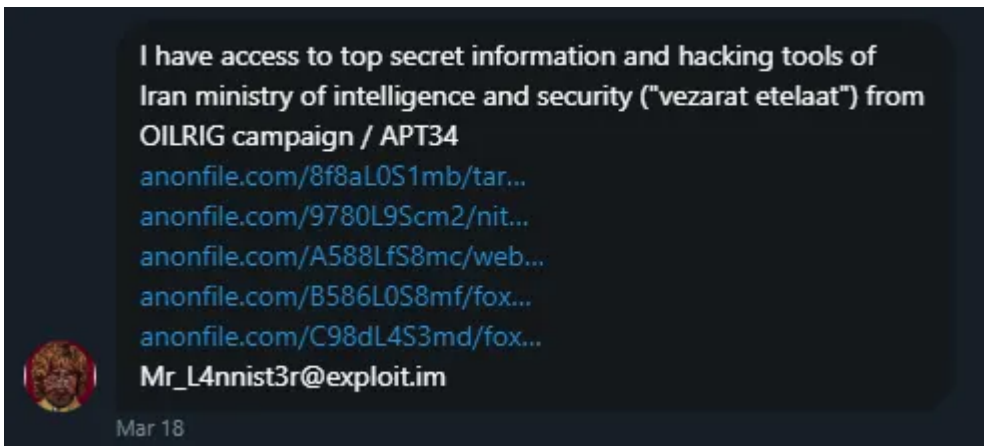 I have access to top secret information and hacking tools of
Iran ministry of intelligence and security ("vezarat etelaat") from
OILRIG campaign / APT34
anonfile.com/8f8aL0S1mb/tar...
anonfile.com/9780L9Scm2/nit...
anonfile.com/A588LfS8mc/web...
anonfile.com/B586L0S8mf/fox...
anonfile.com/C98dL4S3md/fox...
Mr_L4nnist3r@exploit.im
Mar 18